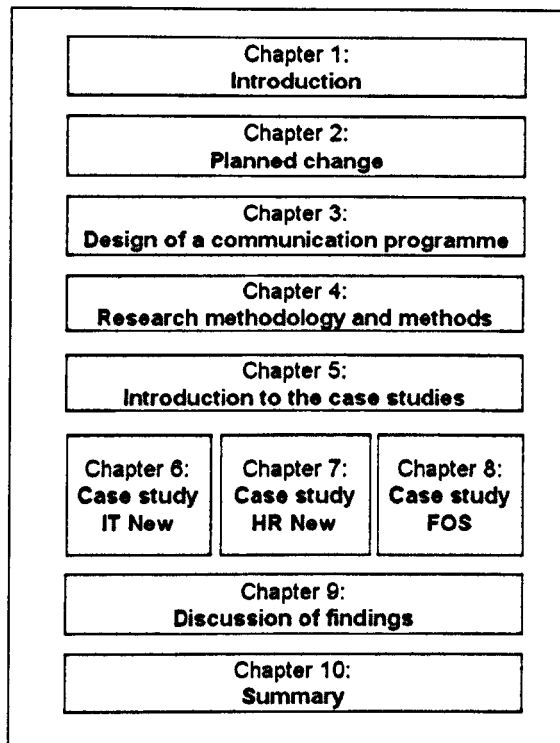 Chapter 1:
Introduction
Chapter 2:
Planned change
Chapter 3:
Design of a communication programme
Chapter 4:
Research methodology and methods
Chapter 5:
Introduction to the case studies
Chapter 6:
Case study
IT New
Chapter 7:
Case study
HR New
Chapter 8:
Case study
FOS
Chapter 9:
Discussion of findings
Chapter 10:
Summary